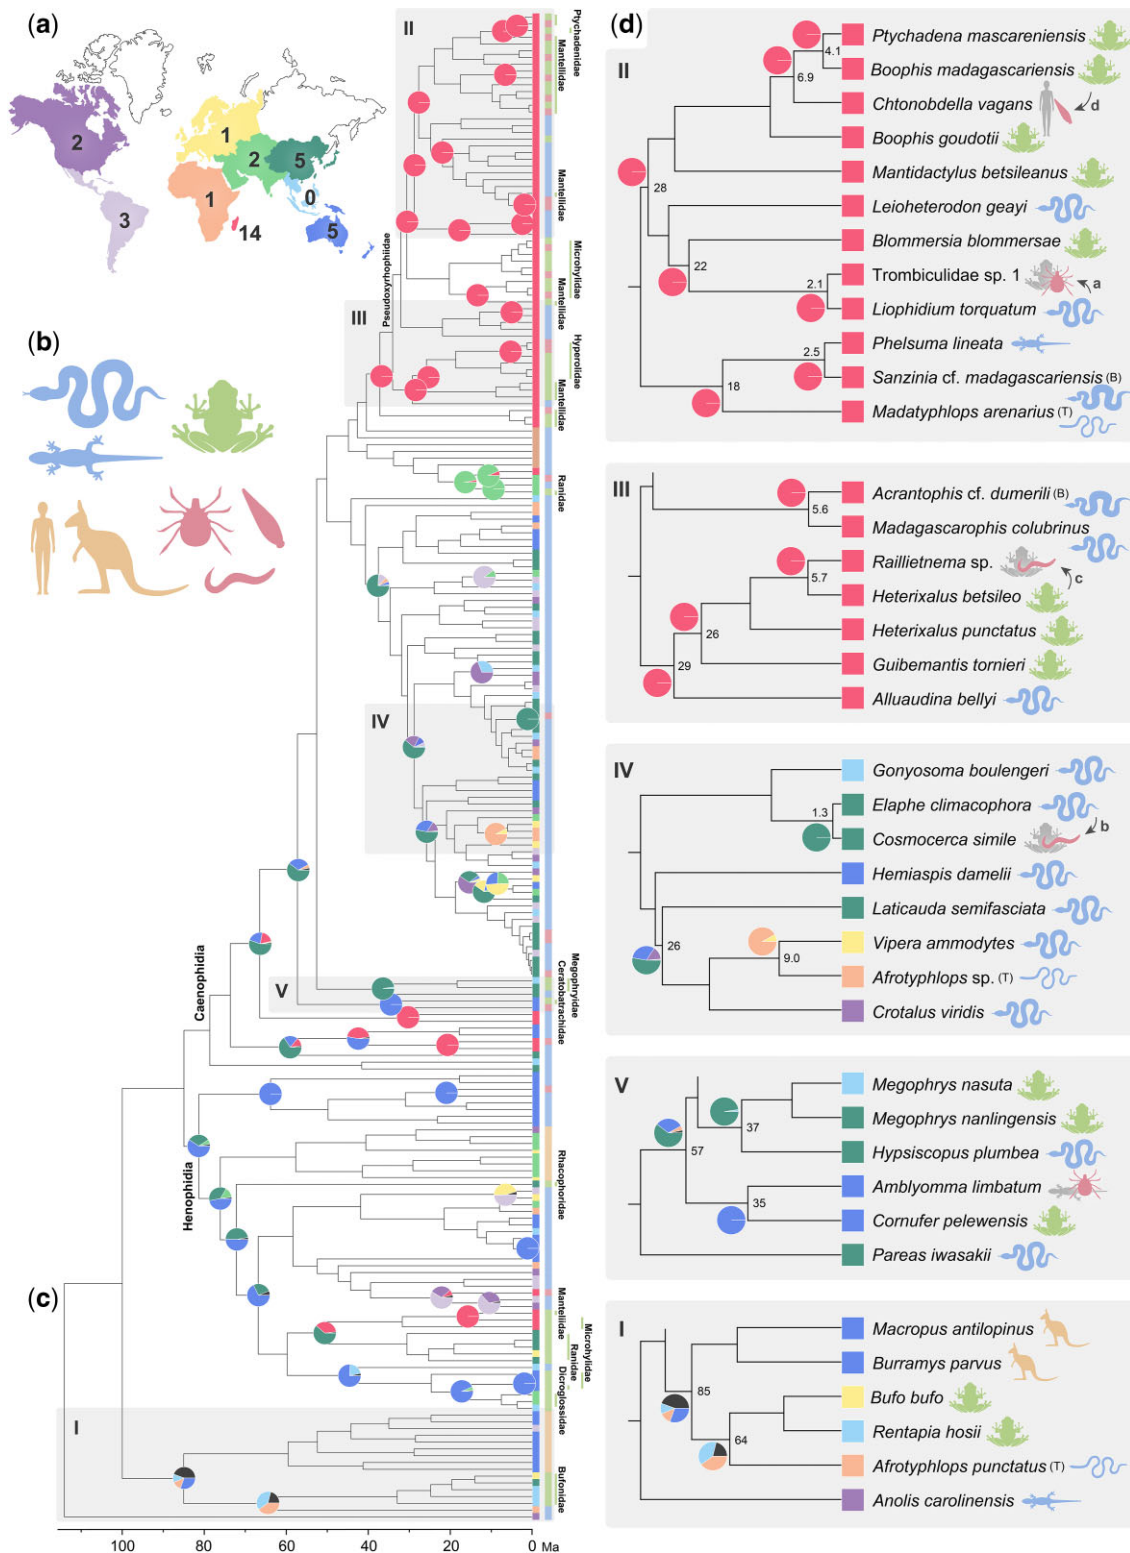 (a)
2
3
1
2
5
1
0
14
5
(b)
(c)
II
III
IV
V
I
Pseudoxyrhophiidae
Caenophidia
Henophidia
Ptychadenidae
Mantellidae
Mantellidae
Microhylidae
Mantellidae
Hyperolidae
Mantellidae
Ranidae
Megophryidae
Ceratobatrachidae
Rhacophoridae
Mantellidae
Microhylidae
Ranidae
Dicroglossidae
Bufonidae
100 80 60 40 20 0 Ma
(d)
II
Ptychadena mascareniensis
4.1
Boophis madagascariensis
6.9
Chtonobdella vagans
d
Boophis goudotii
Mantidactylus betsileanus
28
Leioheterodon geayi
Blommersia blommersae
22
Trombiculidae sp. 1
2.1
a
Liophidium torquatum
Phelsuma lineata
2.5
Sanzinia cf. madagascariensis (B)
18
Madatyphlops arenarius (T)
III
Acrantophis cf. dumerili (B)
5.6
Madagascarophis colubrinus
Raillietnema sp.
5.7
c
Heterixalus betsileo
Heterixalus punctatus
26
Guibemantis tornieri
29
Alluaudina bellyi
IV
Gonyosoma boulengeri
Elaphe climacophora
1.3
b
Cosmocerca simile
Hemiaspis damelii
Laticauda semifasciata
26
Vipera ammodytes
9.0
Afrotyphlops sp. (T)
Crotalus viridis
V
Megophrys nasuta
Megophrys nanlingensis
37
57
Hypsiscopus plumbea
Amblyomma limbatum
35
Cornufer pelewensis
Pareas iwasakii
I
Macropus antilopinus
Burramys parvus
85
Bufo bufo
Rentapia hosii
64
Afrotyphlops punctatus (T)
Anolis carolinensis